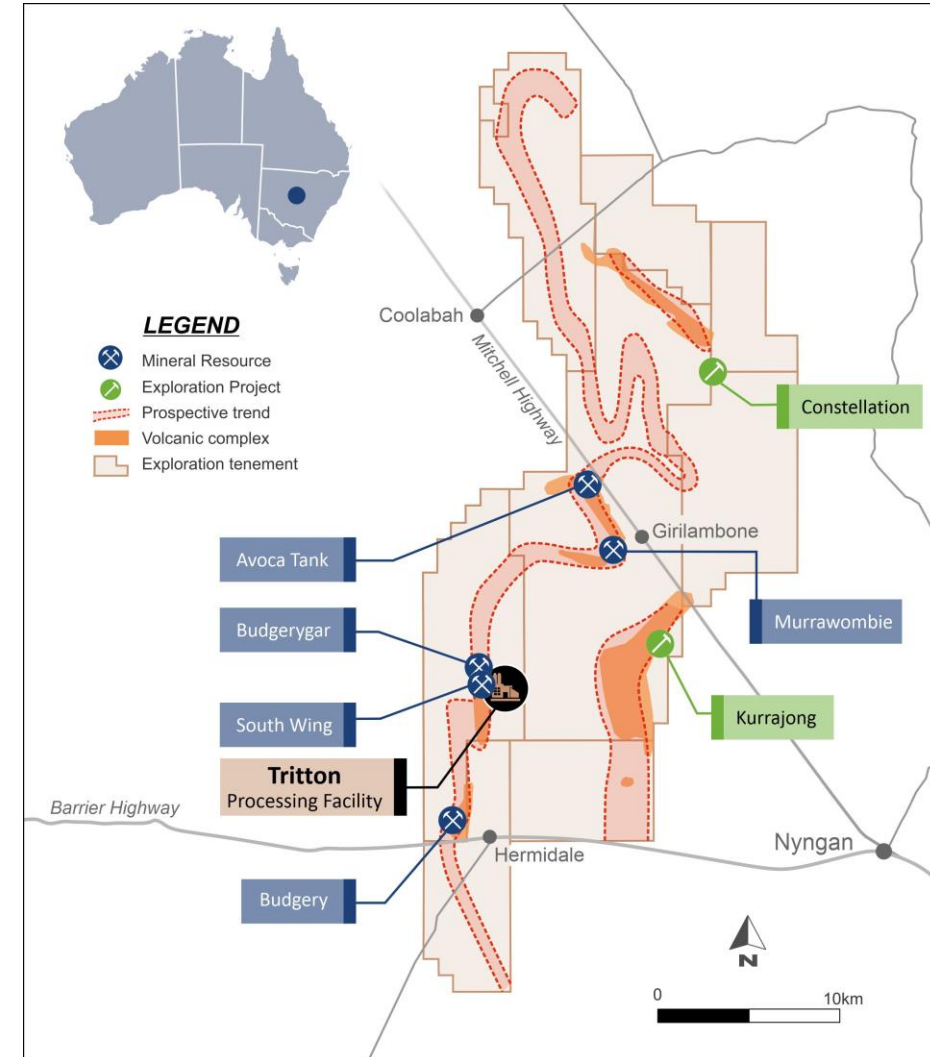 Coolabah
Mitchell Highway
LEGEND
Mineral Resource
Exploration Project
Prospective trend
Volcanic complex
Exploration tenement
Constellation
Girilambone
Avoca Tank
Murrawombie
Budgerygar
South Wing
Kurrajong
Tritton
Processing Facility
Barrier Highway
Nyngan
Hermidale
Budgery
N
0 10km